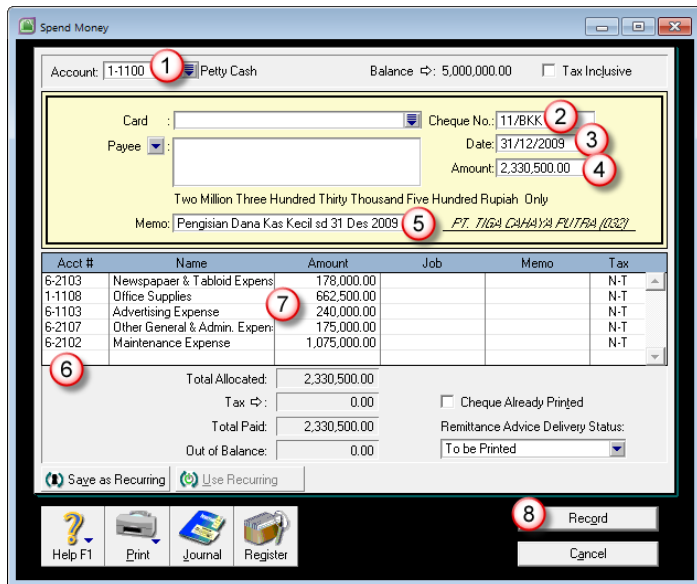 Spend Money
Account: 1-1100 1 Petty Cash Balance ⇨: 5,000,000.00 Tax Inclusive
Card : Cheque No.: 11/BKK 2
Payee : Date: 31/12/2009 3
Amount: 2,330,500.00 4
Two Million Three Hundred Thirty Thousand Five Hundred Rupiah Only
Memo: Pengisian Dana Kas Kecil sd 31 Des 2009 5 PT. TIGA CAHAYA PUTRA (032)
Acct # Name Amount Job Memo Tax
6-2103 Newspapaer & Tabloid Expens 178,000.00 N-T
1-1108 Office Supplies 662,500.00 N-T
6-1103 Advertising Expense 240,000.00 7 N-T
6-2107 Other General & Admin. Expen: 175,000.00 N-T
6-2102 Maintenance Expense 1,075,000.00 N-T
6
Total Allocated: 2,330,500.00
Tax ⇨: 0.00 Cheque Already Printed
Total Paid: 2,330,500.00 Remittance Advice Delivery Status:
Out of Balance: 0.00 To be Printed
Save as Recurring Use Recurring
8 Record
Help F1 Print Journal Register Cancel